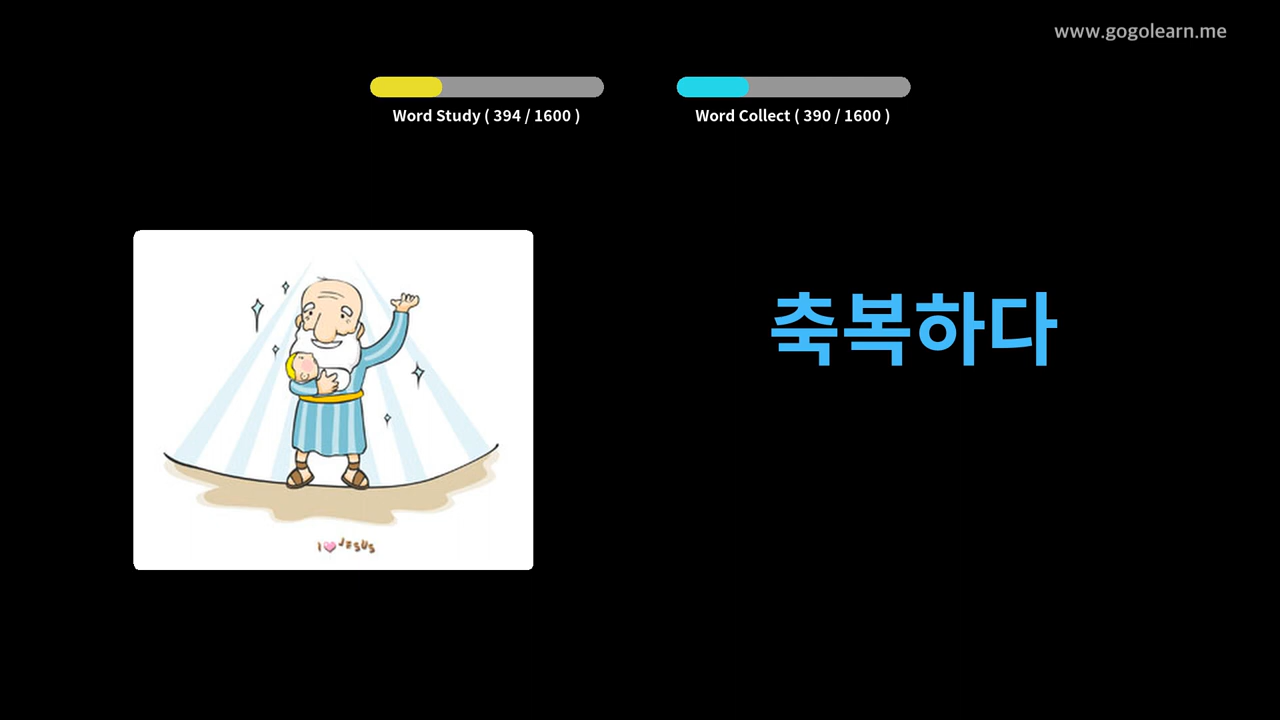 www.gogolearn.me
Word Study ( 394 / 1600 )
Word Collect ( 390 / 1600 )
축복하다
I ♥ JESUS